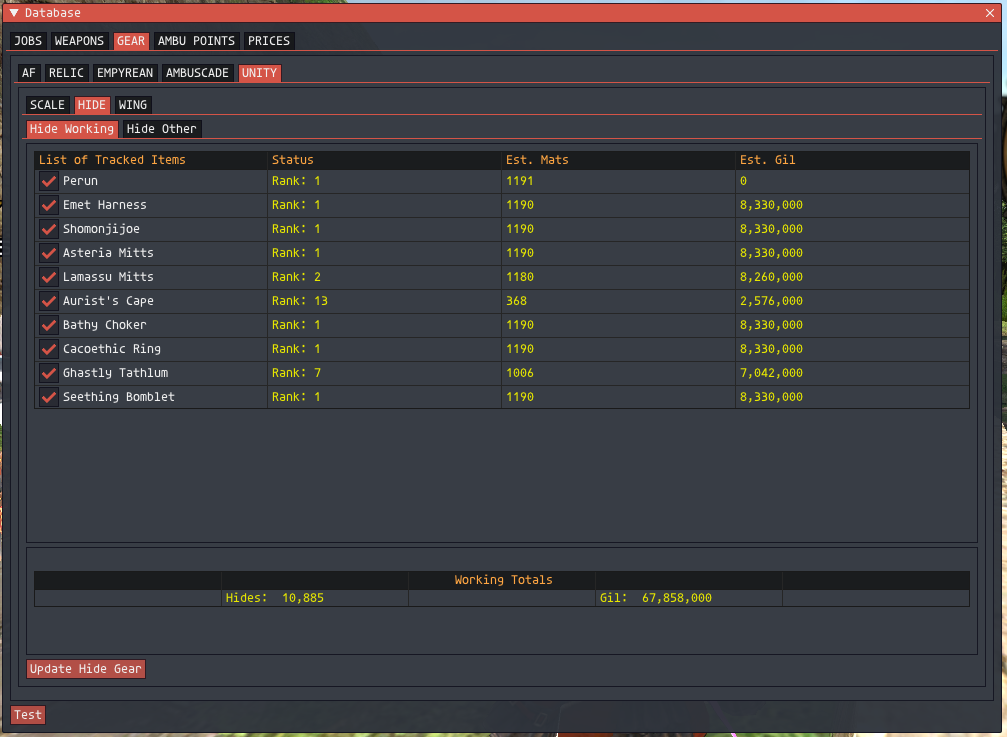 Database
JOBS WEAPONS GEAR AMBU POINTS PRICES
AF RELIC EMPYREAN AMBUSCADE UNITY
SCALE HIDE WING
Hide Working Hide Other
List of Tracked Items Status Est. Mats Est. Gil
Perun Rank: 1 1191 0
Emet Harness Rank: 1 1190 8,330,000
Shomonjijoe Rank: 1 1190 8,330,000
Asteria Mitts Rank: 1 1190 8,330,000
Lamassu Mitts Rank: 2 1180 8,260,000
Aurist's Cape Rank: 13 368 2,576,000
Bathy Choker Rank: 1 1190 8,330,000
Cacoethic Ring Rank: 1 1190 8,330,000
Ghastly Tathlum Rank: 7 1006 7,042,000
Seething Bomblet Rank: 1 1190 8,330,000
Working Totals
Hides: 10,885 Gil: 67,858,000
Update Hide Gear
Test